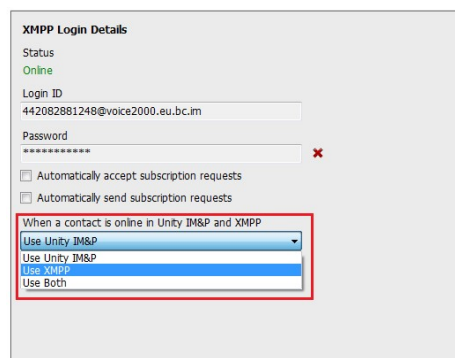 XMPP Login Details
Status
Online
Login ID
442082881248@voice2000.eu.bc.im
Password
***********
Automatically accept subscription requests
Automatically send subscription requests
When a contact is online in Unity IM&P and XMPP
Use Unity IM&P
Use Unity IM&P
Use XMPP
Use Both